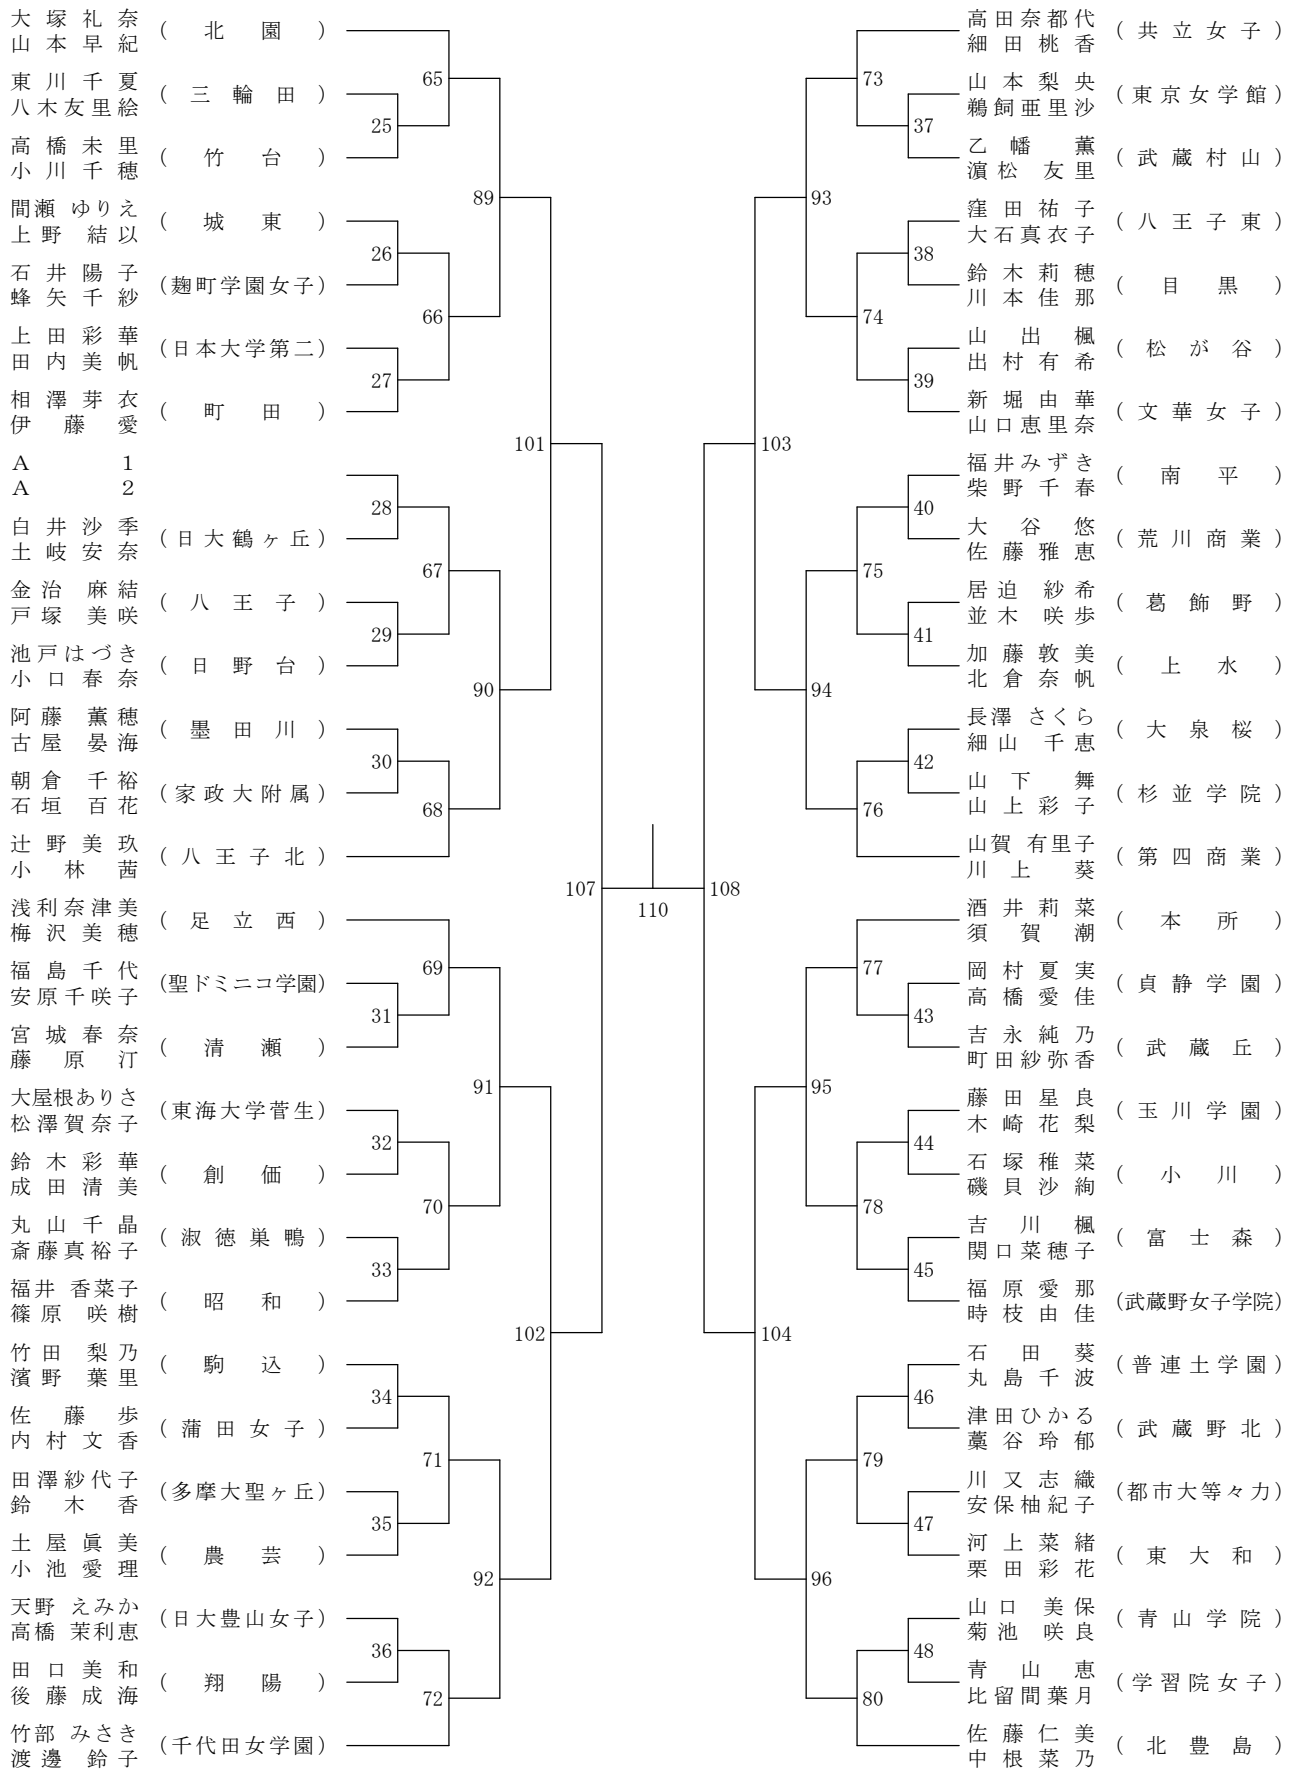 大塚礼奈
山本早紀
(北園)
東川千夏
八木友里絵
(三輪田)
高橋未里
小川千穂
(竹台)
間瀬 ゆりえ
上野 結以
(城東)
石井陽子
蜂矢千紗
(麹町学園女子)
上田彩華
田内美帆
(日本大学第二)
相澤芽衣
伊藤愛
(町田)
A 1
A 2
白井沙季
土岐安奈
(日大鶴ヶ丘)
金治 麻結
戸塚 美咲
(八王子)
池戸はづき
小口春奈
(日野台)
阿藤 薫穂
古屋 晏海
(墨田川)
朝倉 千裕
石垣 百花
(家政大附属)
辻野美玖
小林茜
(八王子北)
浅利奈津美
梅沢美穂
(足立西)
福島千代
安原千咲子
(聖ドミニコ学園)
宮城春奈
藤原汀
(清瀬)
大屋根ありさ
松澤賀奈子
(東海大学菅生)
鈴木彩華
成田清美
(創価)
丸山千晶
斎藤真裕子
(淑徳巣鴨)
福井 香菜子
篠原 咲樹
(昭和)
竹田 梨乃
濱野 葉里
(駒込)
佐藤歩
内村文香
(蒲田女子)
田澤紗代子
鈴木香
(多摩大聖ヶ丘)
土屋眞美
小池愛理
(農芸)
天野 えみか
高橋 茉利恵
(日大豊山女子)
田口美和
後藤成海
(翔陽)
竹部 みさき
渡邊 鈴子
(千代田女学園)
25
26
27
28
29
30
31
32
33
34
35
36
65
66
67
68
69
70
71
72
89
90
91
92
101
102
107
110
108
103
104
93
94
95
96
73
74
75
76
77
78
79
80
37
38
39
40
41
42
43
44
45
46
47
48
高田奈都代
細田桃香
(共立女子)
山本梨央
鵜飼亜里沙
(東京女学館)
乙幡薫
濵松友里
(武蔵村山)
窪田祐子
大石真衣子
(八王子東)
鈴木莉穂
川本佳那
(目黒)
山出楓
出村有希
(松が谷)
新堀由華
山口恵里奈
(文華女子)
福井みずき
柴野千春
(南平)
大谷悠
佐藤雅恵
(荒川商業)
居迫 紗希
並木 咲歩
(葛飾野)
加藤敦美
北倉奈帆
(上水)
長澤 さくら
細山 千恵
(大泉桜)
山下舞
山上彩子
(杉並学院)
山賀 有里子
川上 葵
(第四商業)
酒井莉菜
須賀潮
(本所)
岡村夏実
高橋愛佳
(貞静学園)
吉永純乃
町田紗弥香
(武蔵丘)
藤田星良
木崎花梨
(玉川学園)
石塚稚菜
磯貝沙絢
(小川)
吉川楓
関口菜穂子
(富士森)
福原愛那
時枝由佳
(武蔵野女子学院)
石田葵
丸島千波
(普連土学園)
津田ひかる
藁谷玲郁
(武蔵野北)
川又志織
安保柚紀子
(都市大等々力)
河上菜緒
栗田彩花
(東大和)
山口 美保
菊池 咲良
(青山学院)
青山恵
比留間葉月
(学習院女子)
佐藤仁美
中根菜乃
(北豊島)